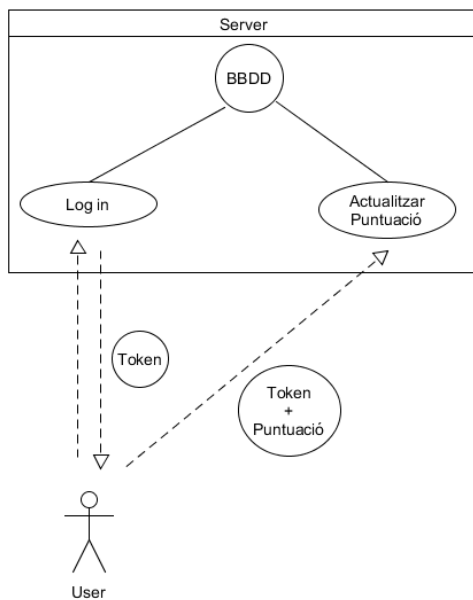 Server
BBDD
Log in
Actualitzar
Puntuació
Token
Token
+
Puntuació
User